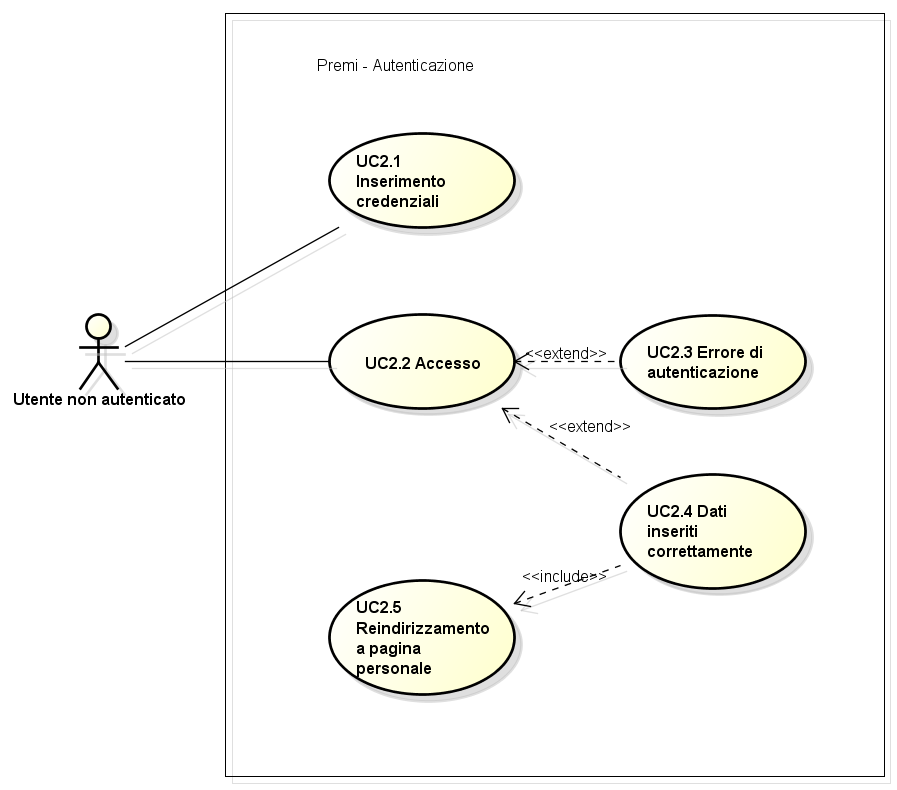 Premi - Autenticazione
UC2.1
Inserimento
credenziali
Utente non autenticato
UC2.2 Accesso
<<extend>>
UC2.3 Errore di
autenticazione
<<extend>>
UC2.4 Dati
inseriti
correttamente
<<include>>
UC2.5
Reindirizzamento
a pagina
personale